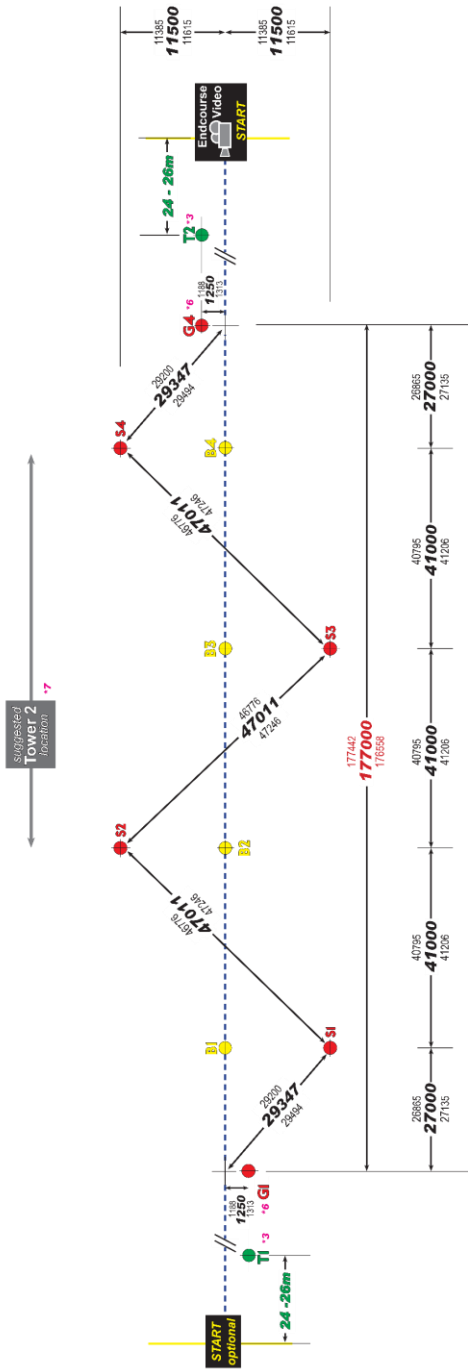 suggested
Tower 2
location
*7
11385
11500
11615
11385
11500
11615
24 - 26m
Endcourse
Video
START
T2
*3
G4
*6
1188
1250
1313
29200
29347
29494
S4
B4
47246
47011
46776
B3
S3
46776
47011
47246
S2
B2
47246
47011
46776
B1
S1
29200
29347
29494
1188
1250
1313
G1
*6
T1
*3
24 -26m
START
optional
177442
177000
176558
26865
27000
27135
40795
41000
41206
40795
41000
41206
40795
41000
41206
26865
27000
27135